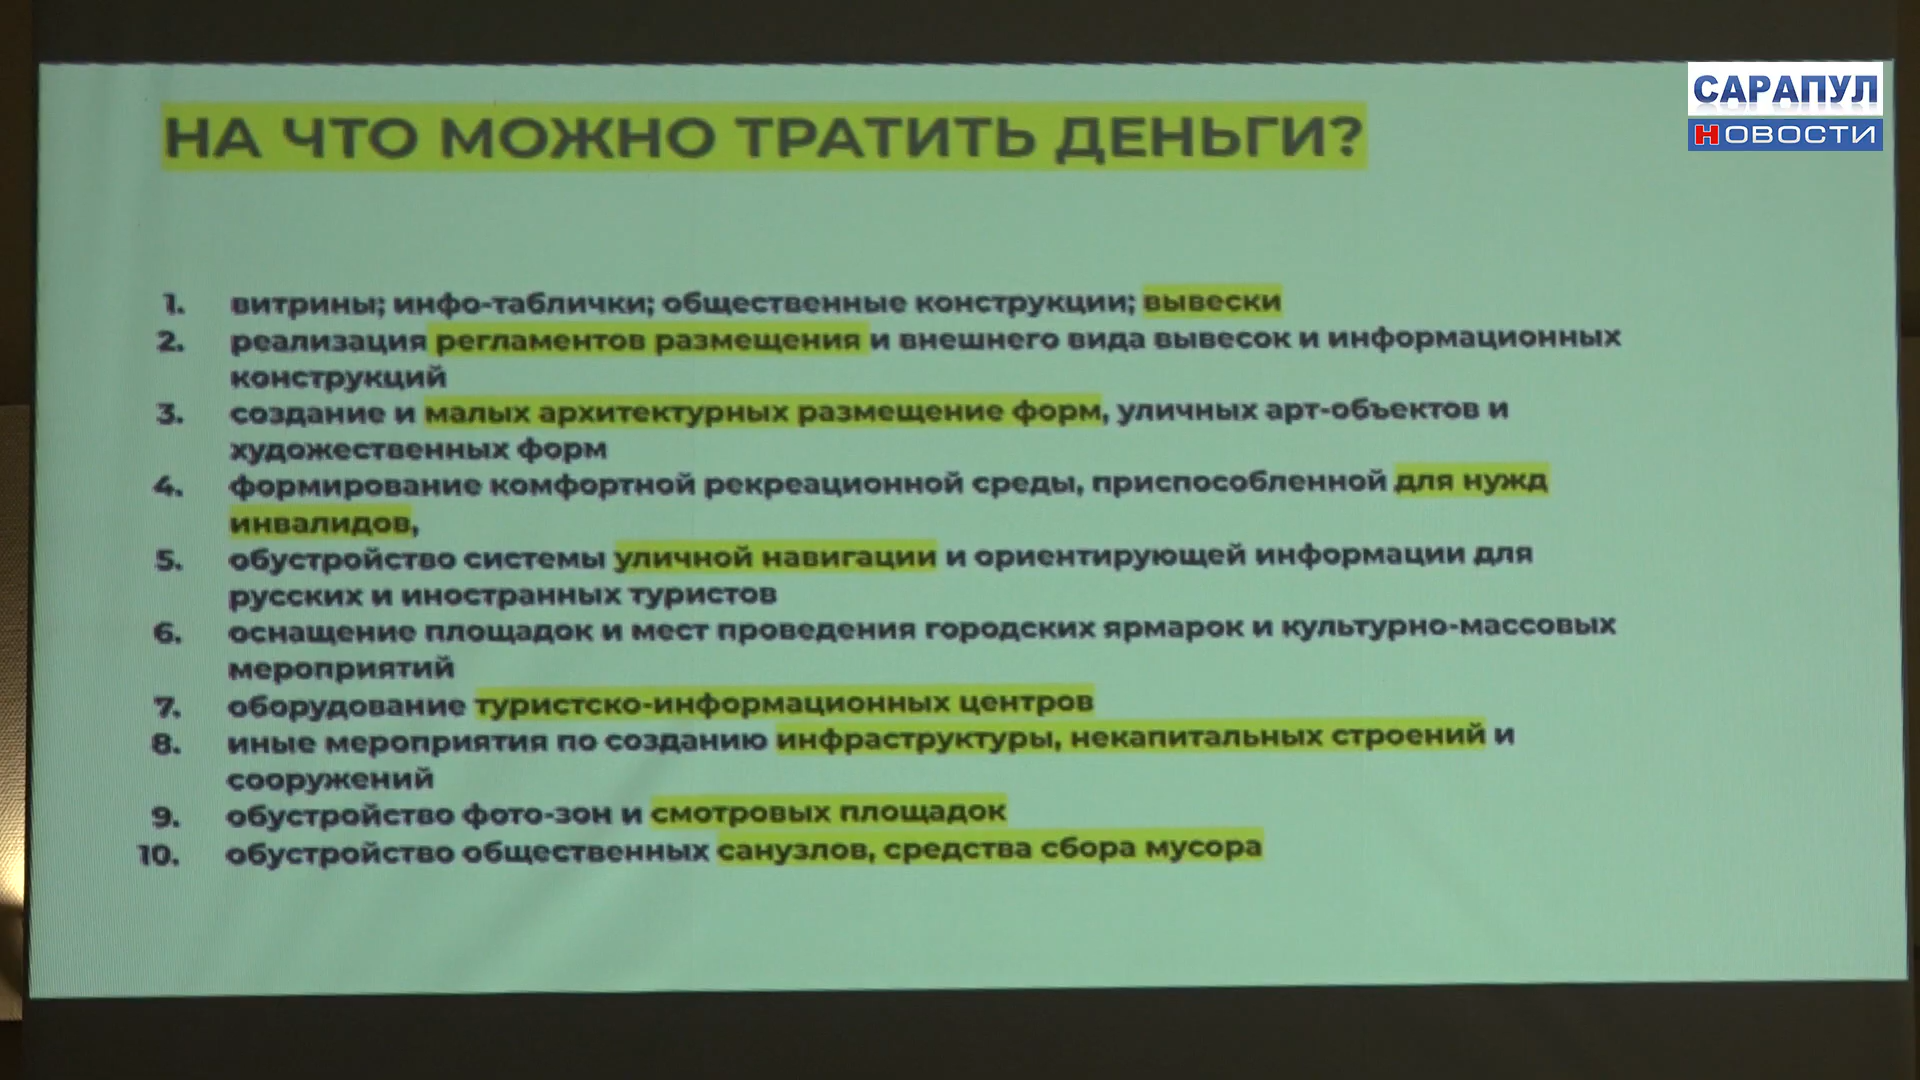 САРАПУЛ
НОВОСТИ
НА ЧТО МОЖНО ТРАТИТЬ ДЕНЬГИ?
1. витрины; инфо-таблички; общественные конструкции; вывески
2. реализация регламентов размещения и внешнего вида вывесок и информационных
конструкций
3. создание и малых архитектурных размещение форм, уличных арт-объектов и
художественных форм
4. формирование комфортной рекреационной среды, приспособленной для нужд
инвалидов,
5. обустройство системы уличной навигации и ориентирующей информации для
русских и иностранных туристов
6. оснащение площадок и мест проведения городских ярмарок и культурно-массовых
мероприятий
7. оборудование туристско-информационных центров
8. иные мероприятия по созданию инфраструктуры, некапитальных строений и
сооружений
9. обустройство фото-зон и смотровых площадок
10. обустройство общественных санузлов, средства сбора мусора